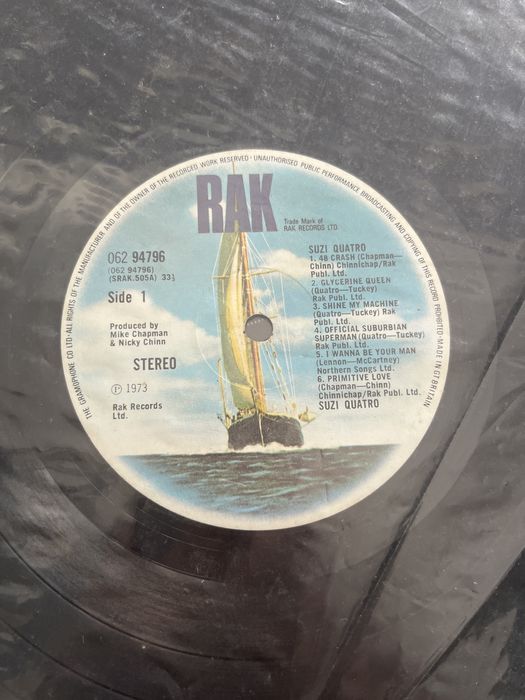 THE GRAMOPHONE CO LTD · ALL RIGHTS OF THE MANUFACTURER AND OF THE OWNER OF THE RECORDED WORK RESERVED · UNAUTHORISED PUBLIC PERFORMANCE BROADCASTING AND COPYING OF THIS RECORD PROHIBITED · MADE IN GT BRITAIN
RAK
Trade Mark of
RAK RECORDS LTD.
062 94796
(062 94796)
(SRAK.505A) 33⅓
Side 1
Produced by
Mike Chapman
& Nicky Chinn
STEREO
℗ 1973
Rak Records
Ltd.
SUZI QUATRO
1. 48 CRASH (Chapman—
Chinn) Chinnichap/Rak
Publ. Ltd.
2. GLYCERINE QUEEN
(Quatro—Tuckey)
Rak Publ. Ltd.
3. SHINE MY MACHINE
(Quatro—Tuckey) Rak
Publ. Ltd.
4. OFFICIAL SUBURBIAN
SUPERMAN (Quatro—Tuckey)
Rak Publ. Ltd.
5. I WANNA BE YOUR MAN
(Lennon—McCartney)
Northern Songs Ltd.
6. PRIMITIVE LOVE
(Chapman—Chinn)
Chinnichap/Rak Publ. Ltd.
SUZI QUATRO